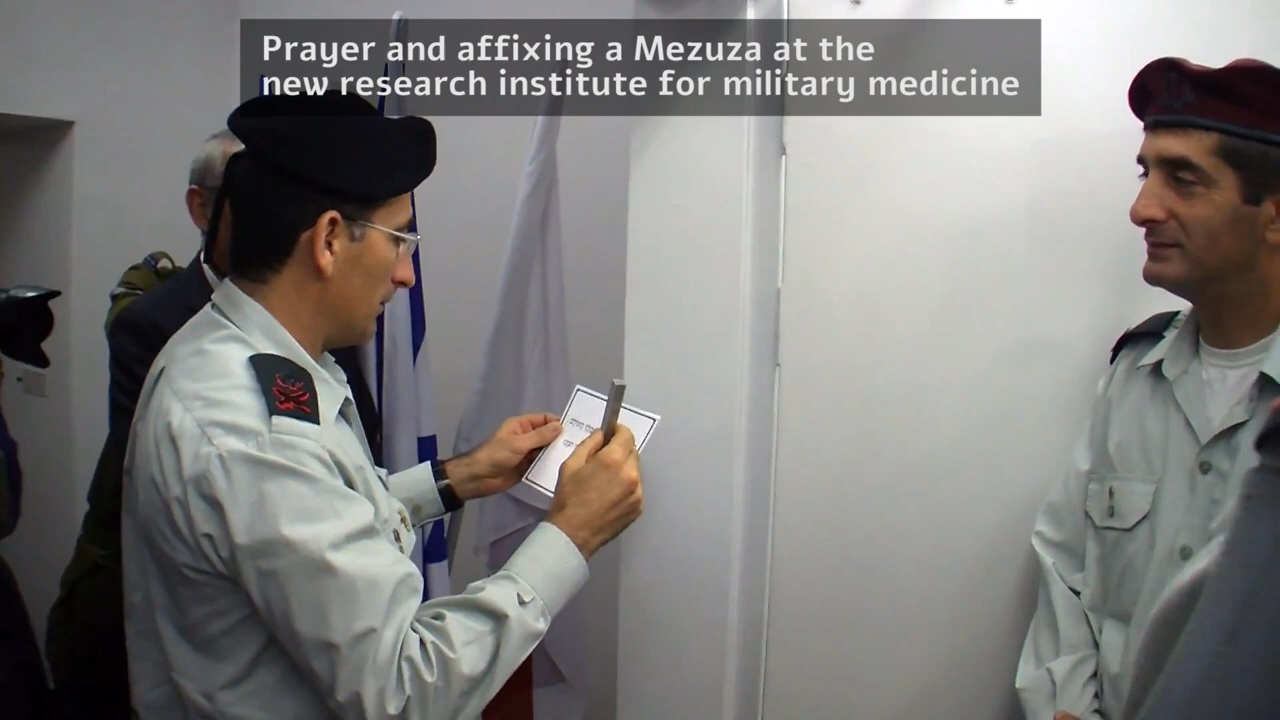 Prayer and affixing a Mezuza at the
new research institute for military medicine